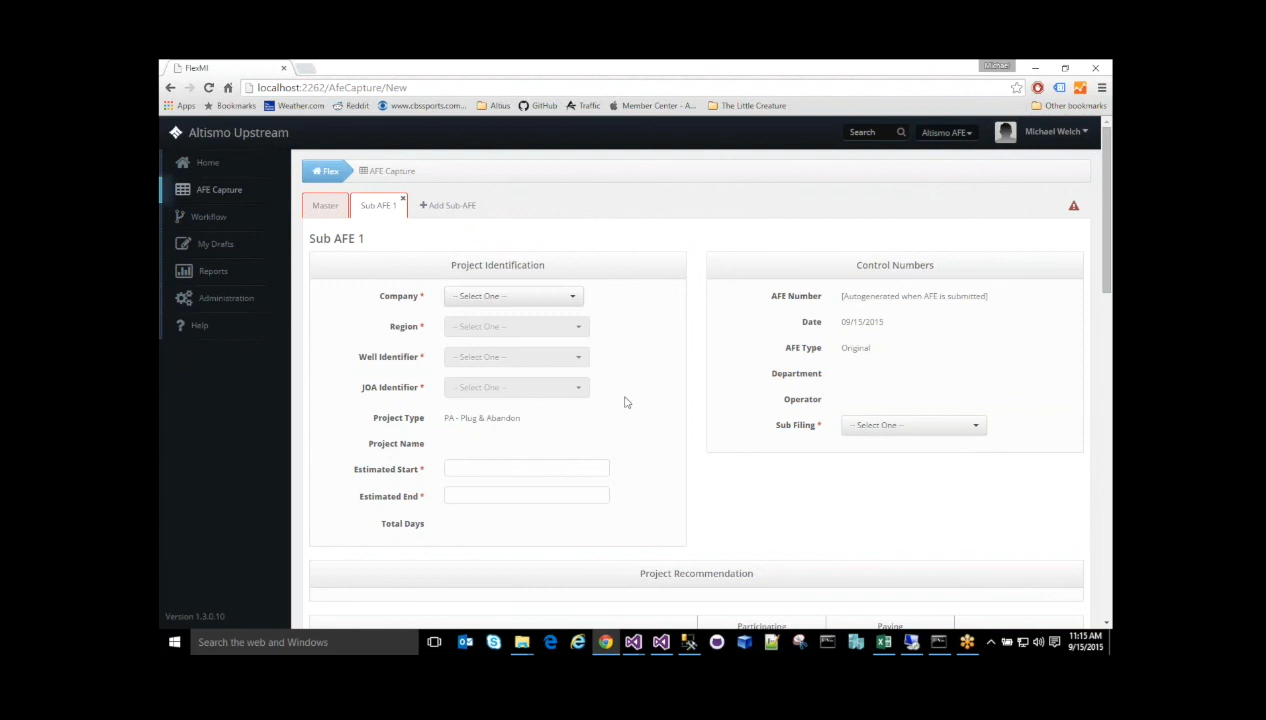 FlexMI
Michael
localhost:2262/AfeCapture/New
Apps Bookmarks Weather.com Reddit www.cbssports.com... Altius GitHub Traffic Member Center - A... The Little Creature Other bookmarks
Altismo Upstream Search Altismo AFE Michael Welch
Home
AFE Capture
Workflow
My Drafts
Reports
Administration
Help
Version 1.3.0.10
Flex AFE Capture
Master Sub AFE 1 Add Sub-AFE
Sub AFE 1
Project Identification
Company * -- Select One --
Region * -- Select One --
Well Identifier * -- Select One --
JOA Identifier * -- Select One --
Project Type PA - Plug & Abandon
Project Name
Estimated Start *
Estimated End *
Total Days
Control Numbers
AFE Number [Autogenerated when AFE is submitted]
Date 09/15/2015
AFE Type Original
Department
Operator
Sub Filing * -- Select One --
Project Recommendation
Participating Paying
Search the web and Windows
11:15 AM
9/15/2015